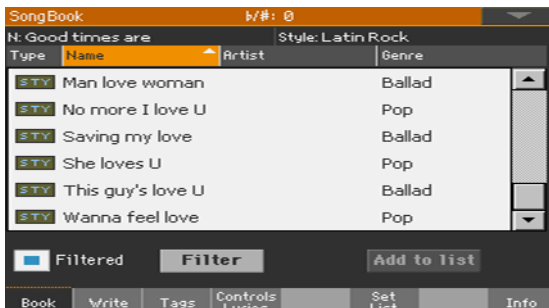 SongBook b/#: 0
N: Good times are Style: Latin Rock
Type Name Artist Genre
STY Man love woman Ballad
STY No more I love U Pop
STY Saving my love Ballad
STY She loves U Pop
STY This guy's love U Ballad
STY Wanna feel love Pop
Filtered Filter Add to list
Book Write Tags Controls Lyrics Set List Info